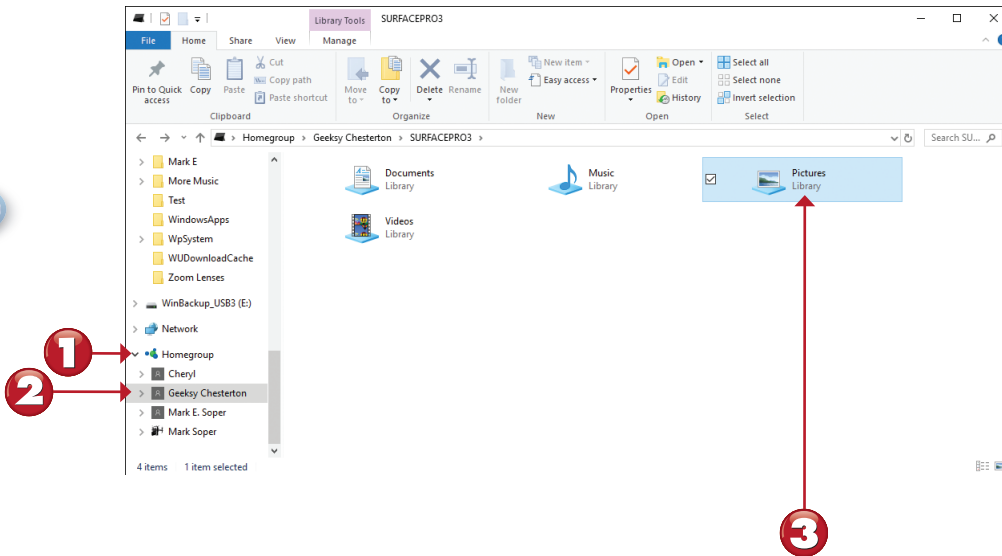 Library Tools SURFACEPRO3
File Home Share View Manage
Pin to Quick access
Copy
Paste
Cut
Copy path
Paste shortcut
Clipboard
Move to
Copy to
Delete
Rename
Organize
New folder
New item
Easy access
New
Properties
Open
Edit
History
Open
Select all
Select none
Invert selection
Select
Homegroup > Geeksy Chesterton > SURFACEPRO3 >
Search SU...
Mark E
More Music
Test
WindowsApps
WpSystem
WUDownloadCache
Zoom Lenses
WinBackup_USB3 (E:)
Network
1
Homegroup
Cheryl
2
Geeksy Chesterton
Mark E. Soper
Mark Soper
Documents
Library
Music
Library
Pictures
Library
Videos
Library
4 items 1 item selected
3